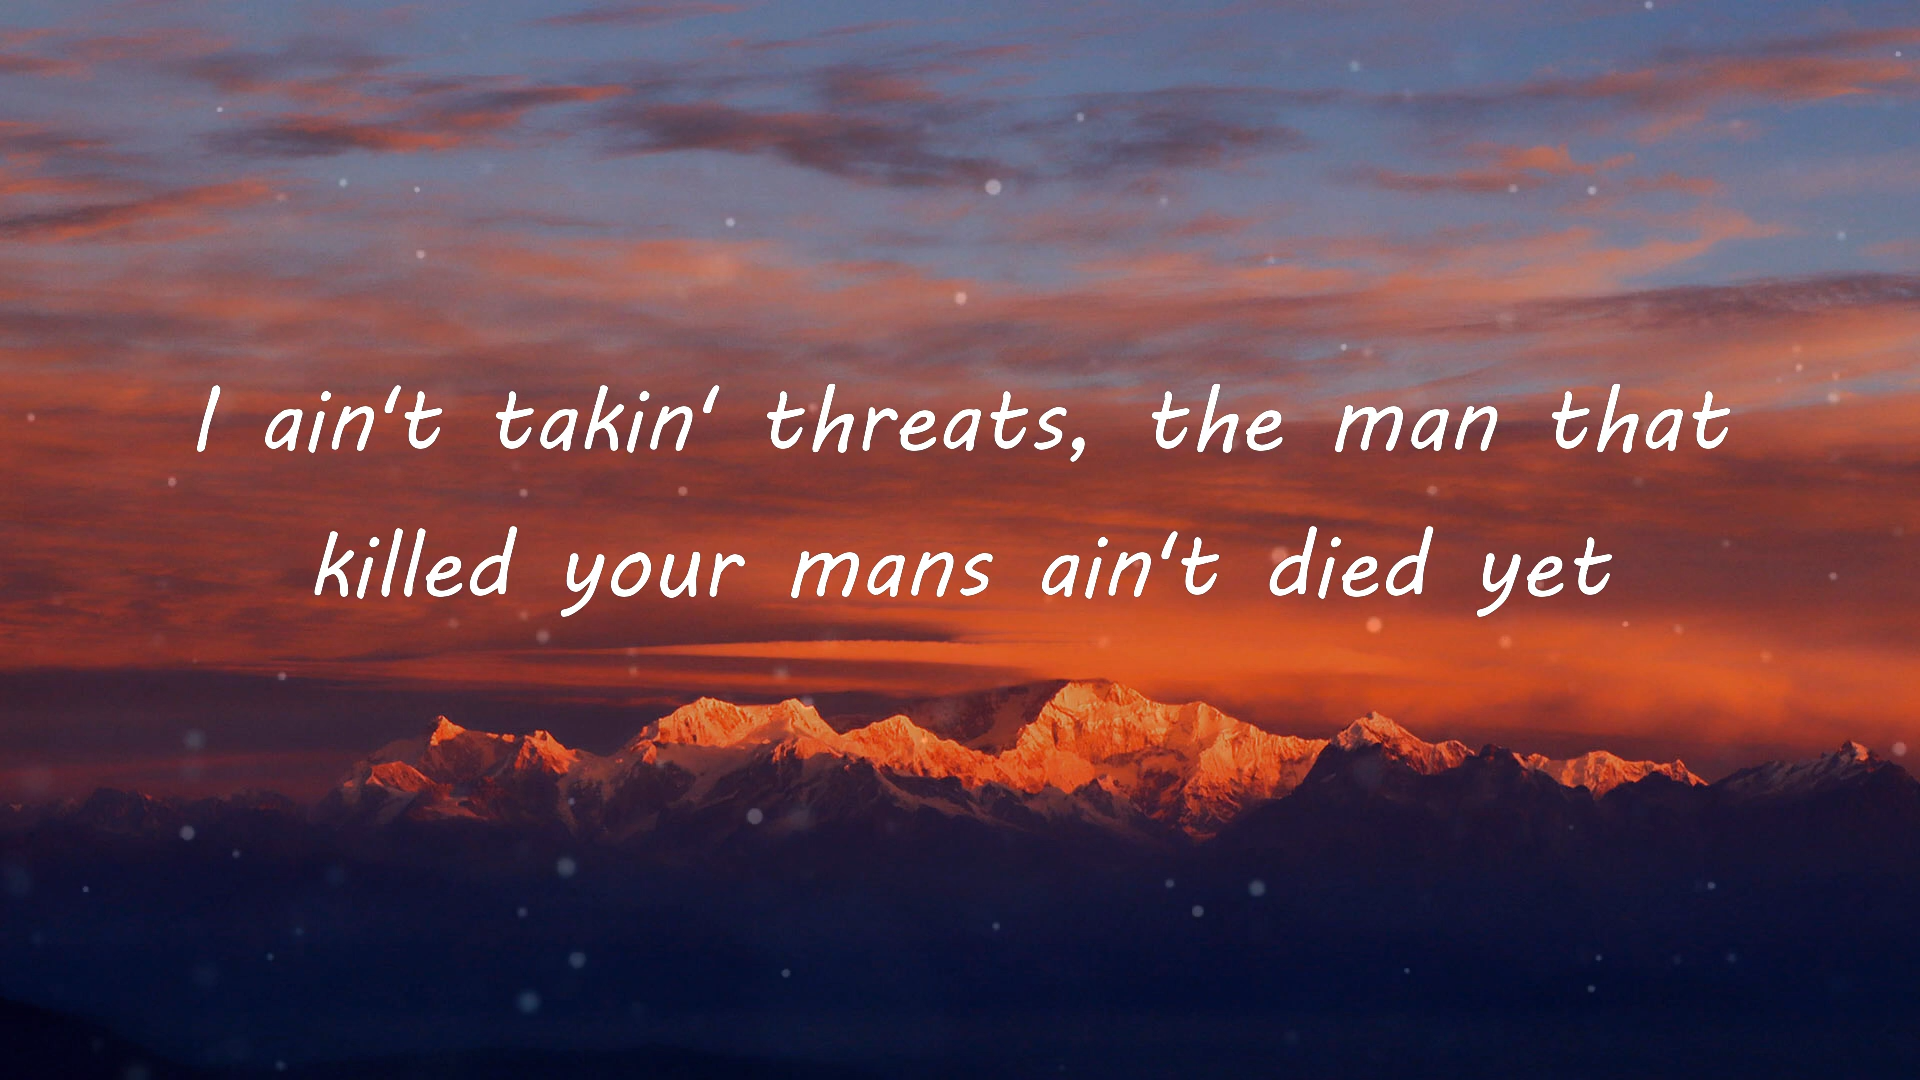 I ain't takin' threats, the man that
killed your mans ain't died yet